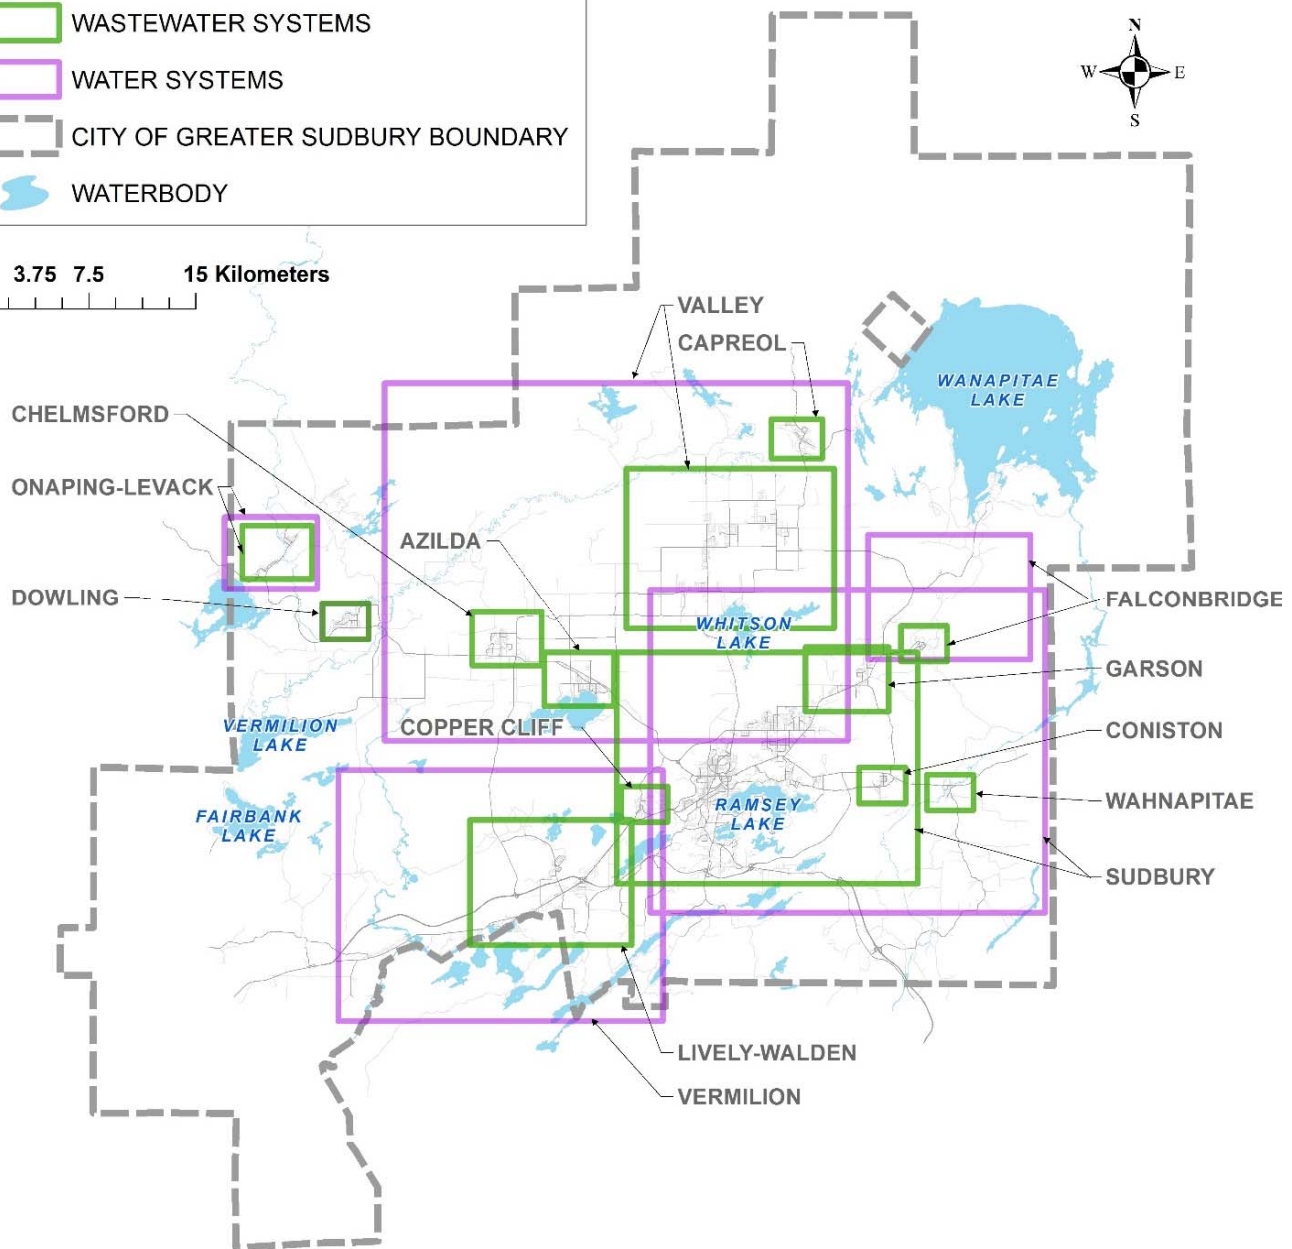 WASTEWATER SYSTEMS
WATER SYSTEMS
CITY OF GREATER SUDBURY BOUNDARY
WATERBODY
N
W
E
S
3.75 7.5 15 Kilometers
VALLEY
CAPREOL
WANAPITAE
LAKE
CHELMSFORD
ONAPING-LEVACK
AZILDA
DOWLING
FALCONBRIDGE
WHITSON
LAKE
GARSON
VERMILION
LAKE
COPPER CLIFF
CONISTON
FAIRBANK
LAKE
RAMSEY
LAKE
WAHNAPITAE
SUDBURY
LIVELY-WALDEN
VERMILION